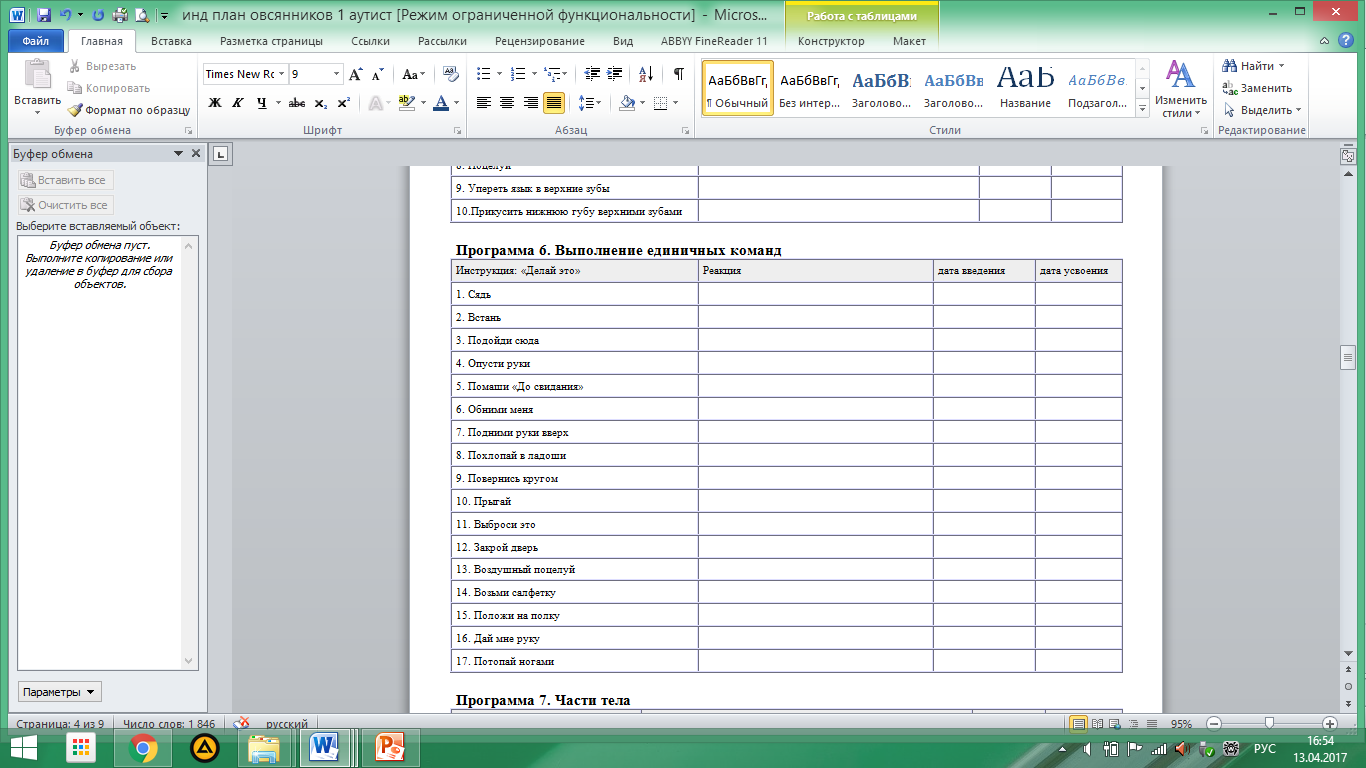 инд план овсянников 1 аутист [Режим ограниченной функциональности] - Micros...
Работа с таблицами
Файл Главная Вставка Разметка страницы Ссылки Рассылки Рецензирование Вид ABBYY FineReader 11 Конструктор Макет
Вставить
Вырезать
Копировать
Формат по образцу
Буфер обмена
Times New Rc 9
Ж К Ч abc x₂ x²
Шрифт
Абзац
АаБбВвГг, АаБбВвГг, АаБбВ: АаБбВв АаЬ АаБбВв.
¶ Обычный Без интер... Заголово... Заголово... Название Подзагол...
Стили
Изменить стили
Найти
Заменить
Выделить
Редактирование
Буфер обмена
Вставить все
Очистить все
Выберите вставляемый объект:
Буфер обмена пуст.
Выполните копирование или
удаление в буфер для сбора
объектов.
Параметры
9. Упереть язык в верхние зубы
10.Прикусить нижнюю губу верхними зубами
Программа 6. Выполнение единичных команд
Инструкция: «Делай это» Реакция дата введения дата усвоения
1. Сядь
2. Встань
3. Подойди сюда
4. Опусти руки
5. Помаши «До свидания»
6. Обними меня
7. Подними руки вверх
8. Похлопай в ладоши
9. Повернись кругом
10. Прыгай
11. Выброси это
12. Закрой дверь
13. Воздушный поцелуй
14. Возьми салфетку
15. Положи на полку
16. Дай мне руку
17. Потопай ногами
Программа 7. Части тела
Страница: 4 из 9 Число слов: 1 846 русский 95%
РУС
16:54
13.04.2017